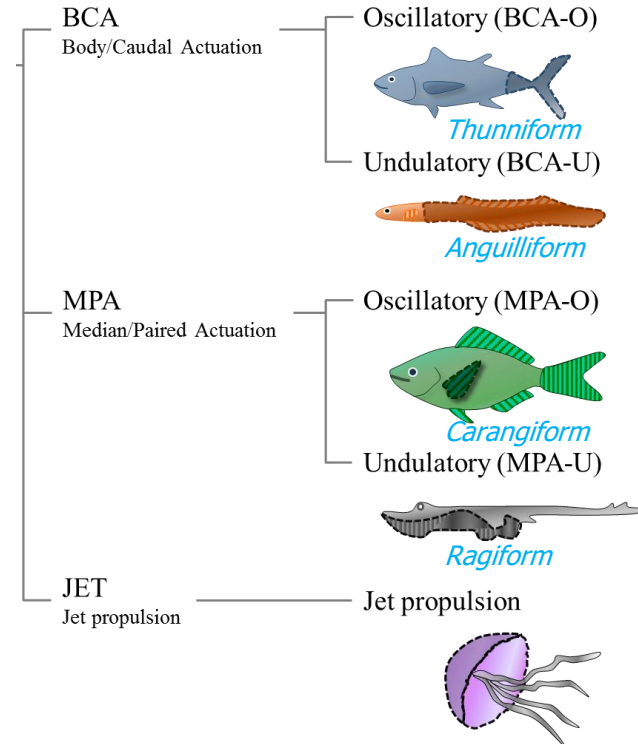 BCA
Body/Caudal Actuation
Oscillatory (BCA-O)
Thunniform
Undulatory (BCA-U)
Anguilliform
MPA
Median/Paired Actuation
Oscillatory (MPA-O)
Carangiform
Undulatory (MPA-U)
Ragiform
JET
Jet propulsion
Jet propulsion